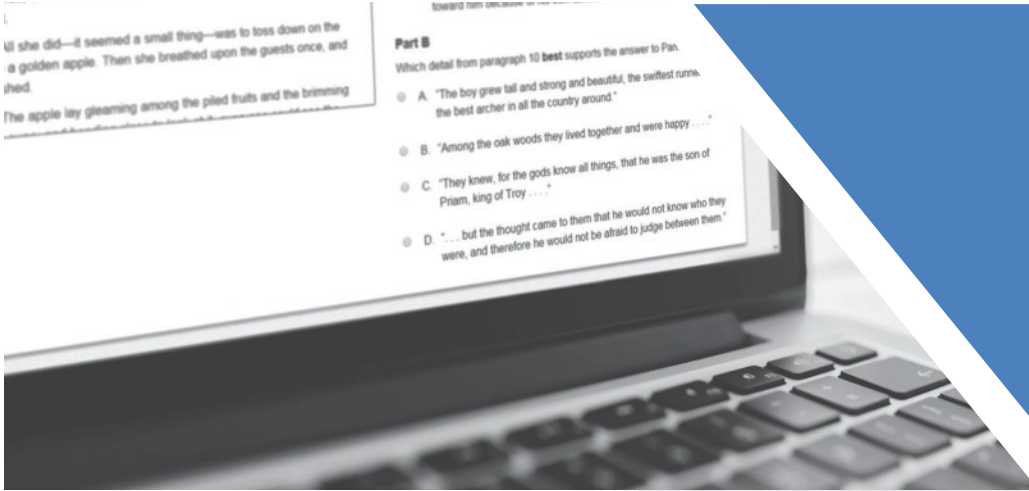 All she did—it seemed a small thing—was to toss down on the
a golden apple. Then she breathed upon the guests once, and
The apple lay gleaming among the piled fruits and the brimming
toward him because of his
Part B
Which detail from paragraph 10 best supports the answer to
A. "The boy grew tall and strong and beautiful, the swiftest runne
the best archer in all the country around."
B. "Among the oak woods they lived together and were happy . . . ."
C. "They knew, for the gods know all things, that he was the son of
Priam, king of Troy . . . ."
D. ". . . but the thought came to them that he would not know who they
were, and therefore he would not be afraid to judge between them."